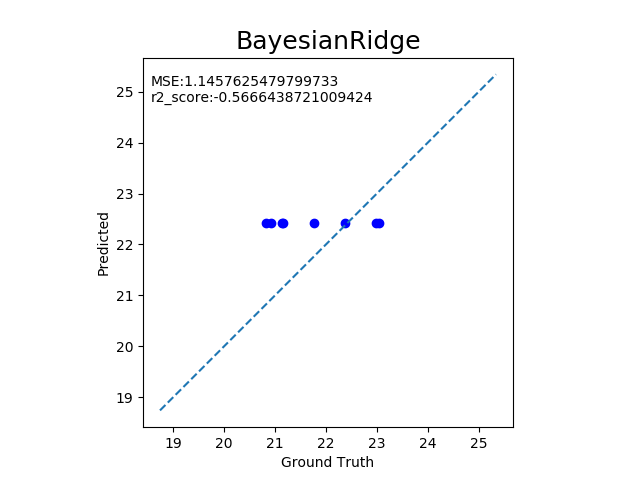 BayesianRidge
MSE:1.1457625479799733
r2_score:-0.5666438721009424
25
24
23
22
21
20
19
Predicted
19 20 21 22 23 24 25
Ground Truth